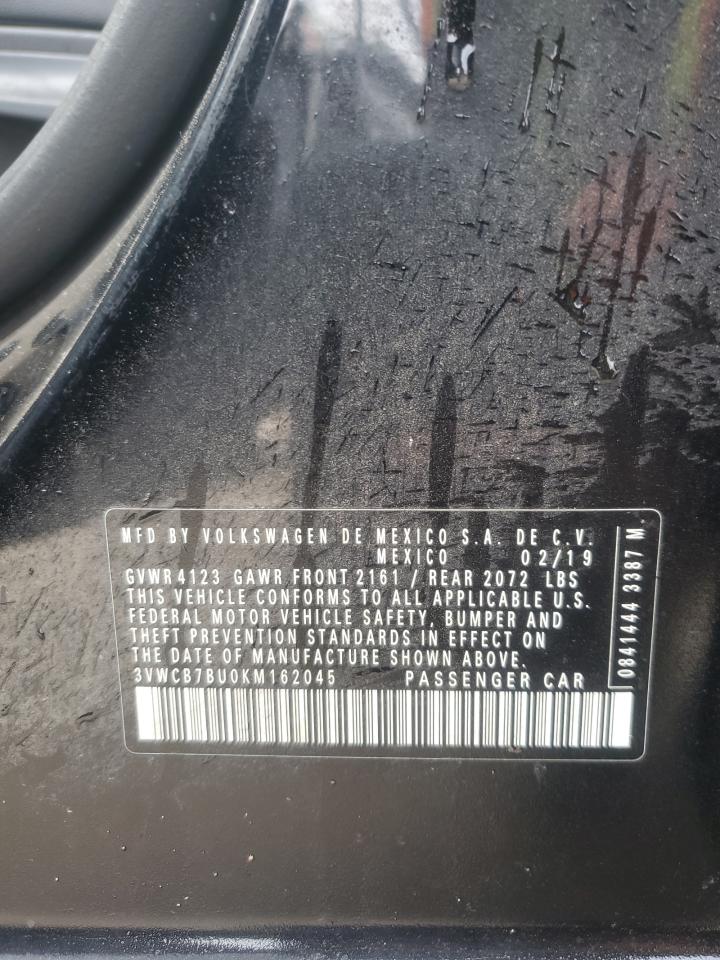 MFD BY VOLKSWAGEN DE MEXICO S.A. DE C.V.
MEXICO 02/19
GVWR 4123 GAWR FRONT 2161 / REAR 2072 LBS
THIS VEHICLE CONFORMS TO ALL APPLICABLE U.S.
FEDERAL MOTOR VEHICLE SAFETY, BUMPER AND
THEFT PREVENTION STANDARDS IN EFFECT ON
THE DATE OF MANUFACTURE SHOWN ABOVE.
3VWCB7BU0KM162045 PASSENGER CAR
0841444 3387 M.